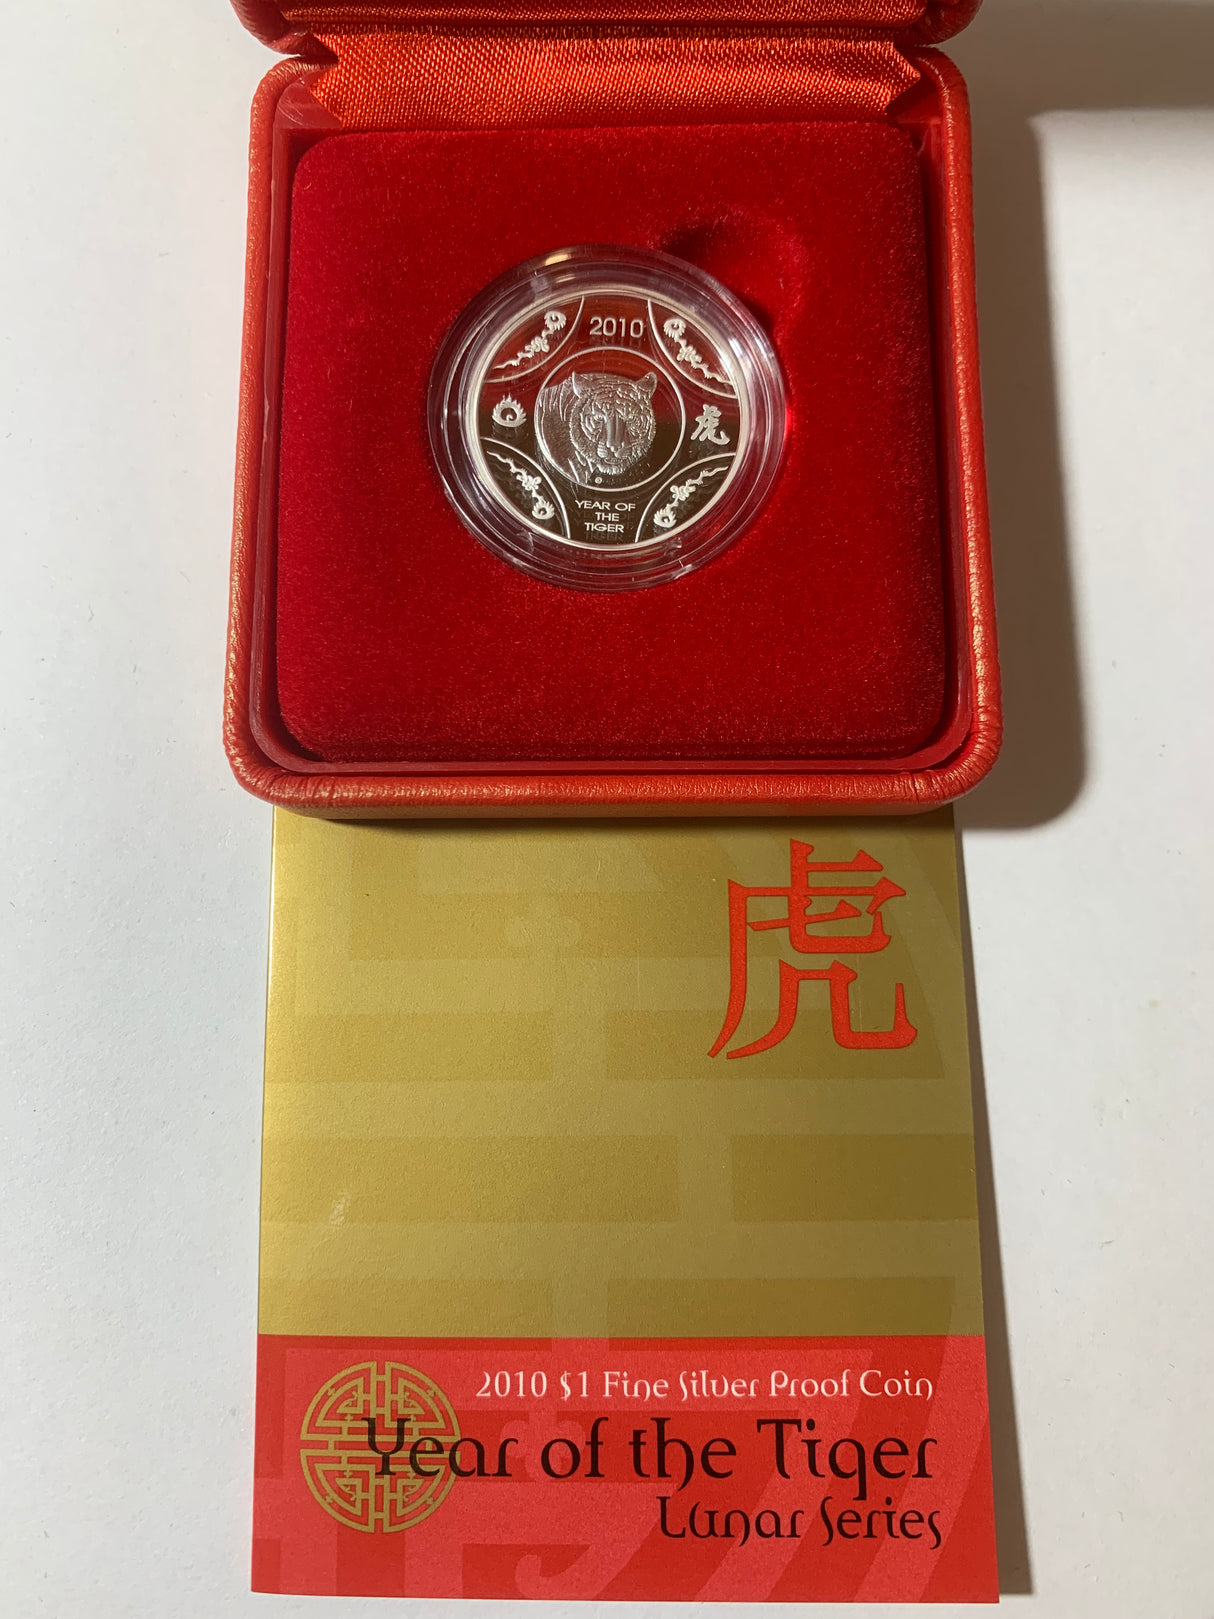 2010
虎
YEAR OF
THE
TIGER
虎
2010 $1 Fine Silver Proof Coin
Year of the Tiger
Lunar Series